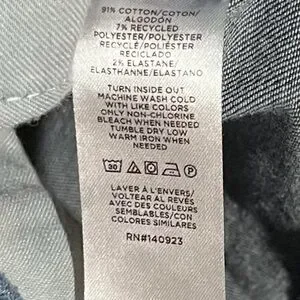 91% COTTON/COTON/
ALGODÓN
7% RECYCLED
POLYESTER/POLYESTER
RECYCLÉ/POLIÉSTER
RECICLADO
2% ELASTANE/
ÉLASTHANNE/ELASTANO
TURN INSIDE OUT
MACHINE WASH COLD
WITH LIKE COLORS
ONLY NON-CHLORINE
BLEACH WHEN NEEDED
TUMBLE DRY LOW
WARM IRON WHEN
NEEDED
30
LAVER À L'ENVERS/
VOLTEAR AL REVÉS
AVEC DES COULEURS
SEMBLABLES/CON
COLORES SIMILARES
RN#140923